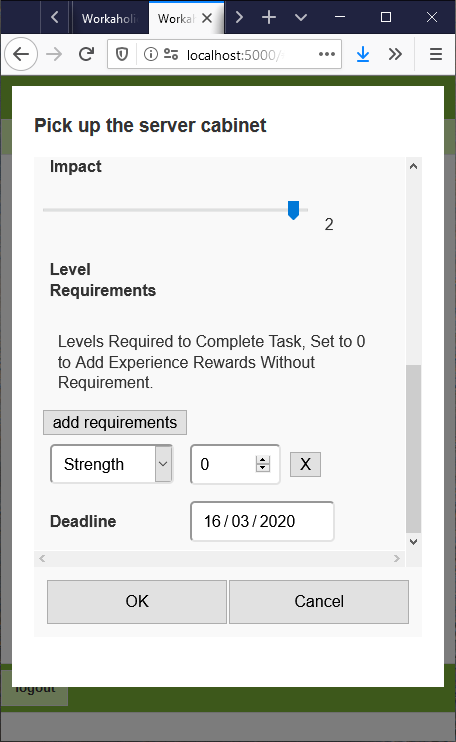 Workaholi
Worka
localhost:5000/
Pick up the server cabinet
Impact
2
Level
Requirements
Levels Required to Complete Task, Set to 0
to Add Experience Rewards Without
Requirement.
add requirements
Strength
0
X
Deadline
16 / 03 / 2020
OK
Cancel
logout